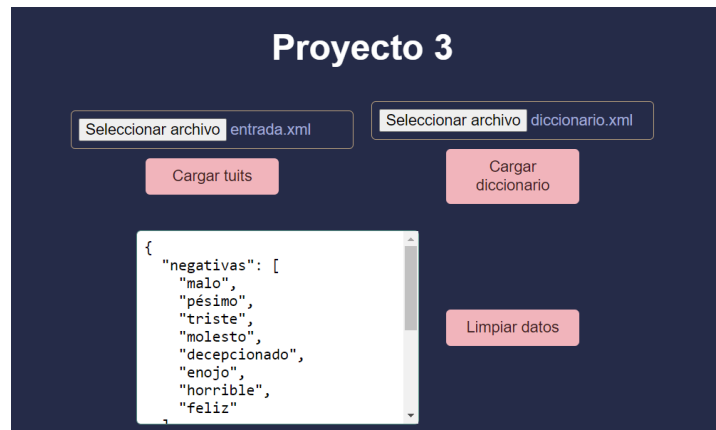 Proyecto 3
Seleccionar archivo entrada.xml
Seleccionar archivo diccionario.xml
Cargar tuits
Cargar
diccionario
{
"negativas": [
"malo",
"pésimo",
"triste",
"molesto",
"decepcionado",
"enojo",
"horrible",
"feliz"
]
Limpiar datos